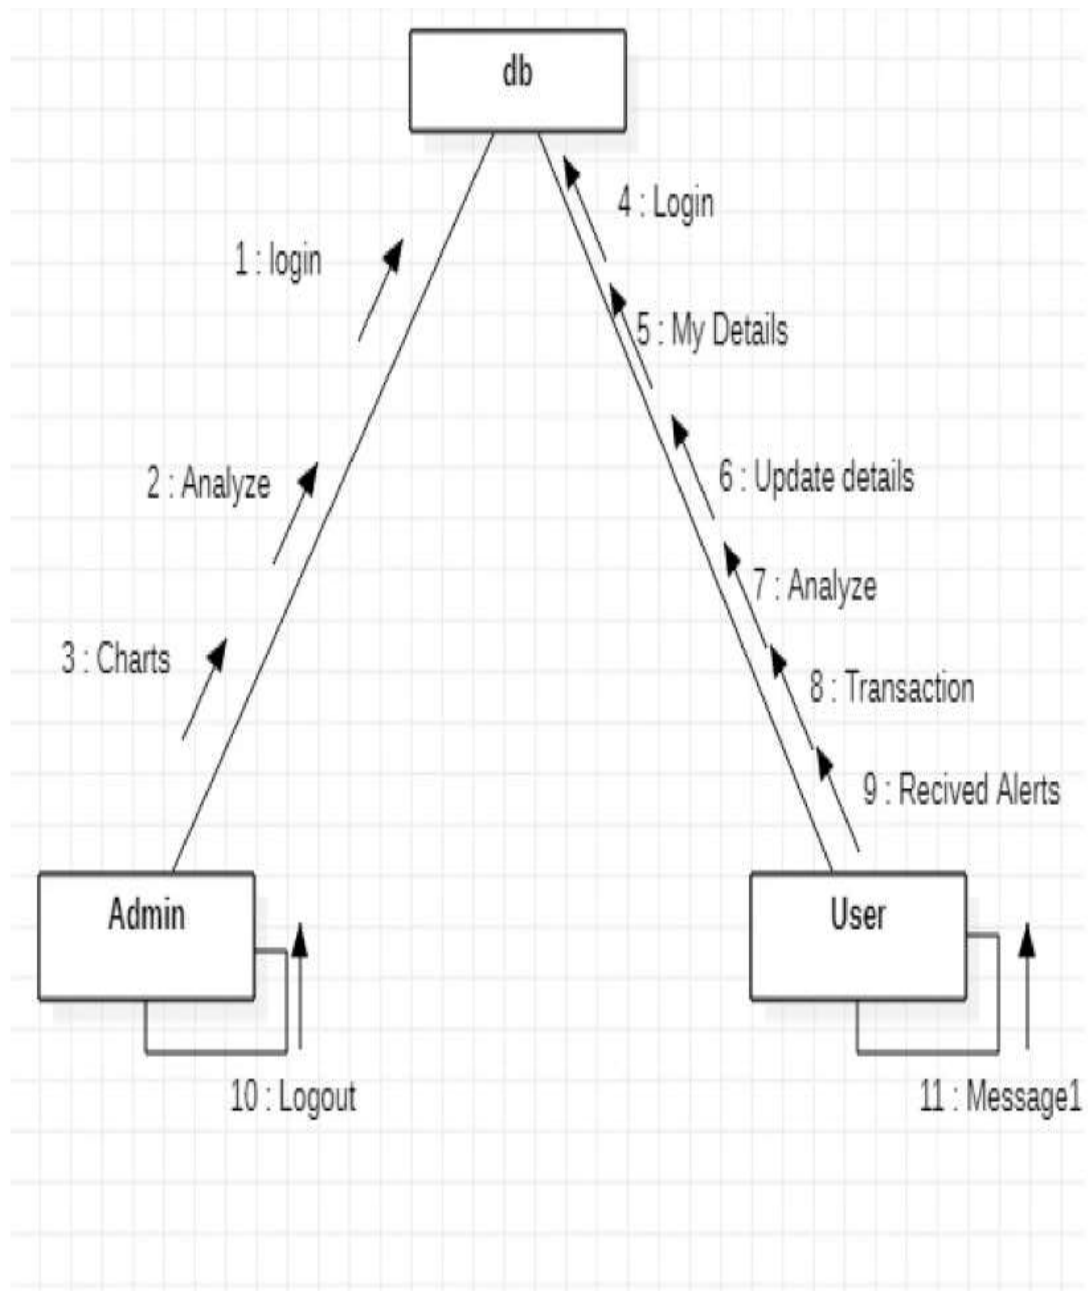 db
4 : Login
1 : login
5 : My Details
2 : Analyze
6 : Update details
7 : Analyze
3 : Charts
8 : Transaction
9 : Recived Alerts
Admin
User
10 : Logout
11 : Message1